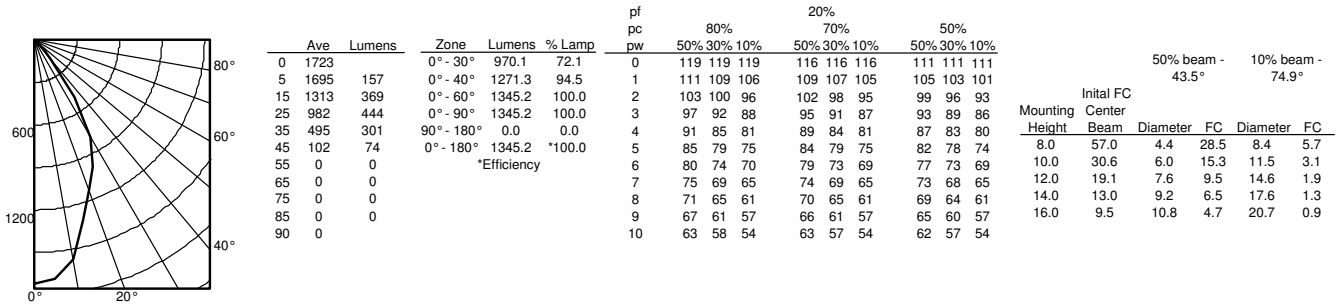 600
1200
0°
20°
40°
60°
80°
Ave Lumens
0 1723
5 1695 157
15 1313 369
25 982 444
35 495 301
45 102 74
55 0 0
65 0 0
75 0 0
85 0 0
90 0
Zone Lumens % Lamp
0° - 30° 970.1 72.1
0° - 40° 1271.3 94.5
0° - 60° 1345.2 100.0
0° - 90° 1345.2 100.0
90° - 180° 0.0 0.0
0° - 180° 1345.2 *100.0
*Efficiency
pf 20%
pc 80% 70% 50%
pw 50% 30% 10% 50% 30% 10% 50% 30% 10%
0 119 119 119 116 116 116 111 111 111
1 111 109 106 109 107 105 105 103 101
2 103 100 96 102 98 95 99 96 93
3 97 92 88 95 91 87 93 89 86
4 91 85 81 89 84 81 87 83 80
5 85 79 75 84 79 75 82 78 74
6 80 74 70 79 73 69 77 73 69
7 75 69 65 74 69 65 73 68 65
8 71 65 61 70 65 61 69 64 61
9 67 61 57 66 61 57 65 60 57
10 63 58 54 63 57 54 62 57 54
50% beam - 10% beam -
43.5° 74.9°
Inital FC
Mounting Center
Height Beam Diameter FC Diameter FC
8.0 57.0 4.4 28.5 8.4 5.7
10.0 30.6 6.0 15.3 11.5 3.1
12.0 19.1 7.6 9.5 14.6 1.9
14.0 13.0 9.2 6.5 17.6 1.3
16.0 9.5 10.8 4.7 20.7 0.9